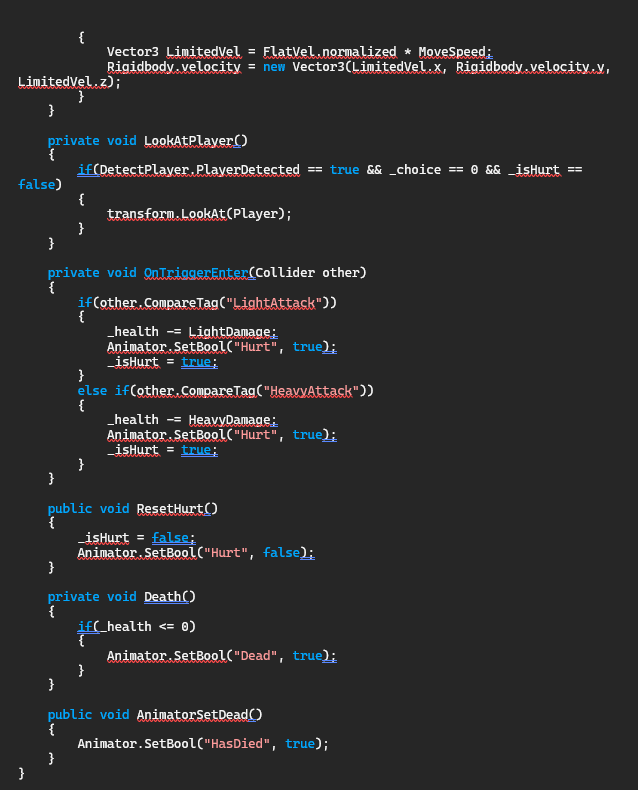 {
Vector3 LimitedVel = FlatVel.normalized * MoveSpeed;
Rigidbody.velocity = new Vector3(LimitedVel.x, Rigidbody.velocity.y,
LimitedVel.z);
}
}
private void LookAtPlayer()
{
if(DetectPlayer.PlayerDetected == true && _choice == 0 && _isHurt ==
false)
{
transform.LookAt(Player);
}
}
private void OnTriggerEnter(Collider other)
{
if(other.CompareTag("LightAttack"))
{
_health -= LightDamage;
Animator.SetBool("Hurt", true);
_isHurt = true;
}
else if(other.CompareTag("HeavyAttack"))
{
_health -= HeavyDamage;
Animator.SetBool("Hurt", true);
_isHurt = true;
}
}
public void ResetHurt()
{
_isHurt = false;
Animator.SetBool("Hurt", false);
}
private void Death()
{
if(_health <= 0)
{
Animator.SetBool("Dead", true);
}
}
public void AnimatorSetDead()
{
Animator.SetBool("HasDied", true);
}
}